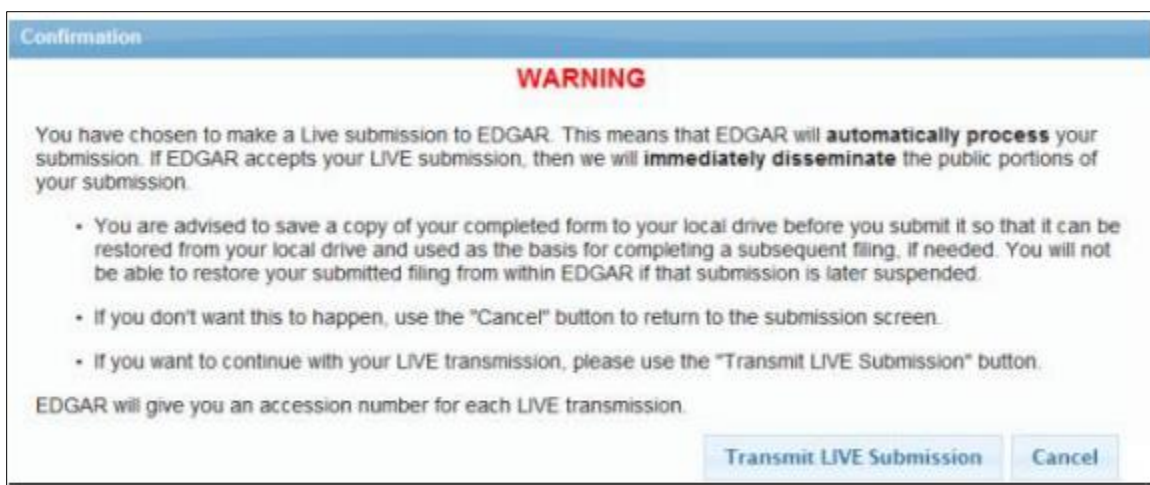 Confirmation
WARNING
You have chosen to make a Live submission to EDGAR. This means that EDGAR will automatically process your
submission. If EDGAR accepts your LIVE submission, then we will immediately disseminate the public portions of
your submission.
• You are advised to save a copy of your completed form to your local drive before you submit it so that it can be
restored from your local drive and used as the basis for completing a subsequent filing, if needed. You will not
be able to restore your submitted filing from within EDGAR if that submission is later suspended.
• If you don't want this to happen, use the "Cancel" button to return to the submission screen.
• If you want to continue with your LIVE transmission, please use the "Transmit LIVE Submission" button.
EDGAR will give you an accession number for each LIVE transmission.
Transmit LIVE Submission Cancel